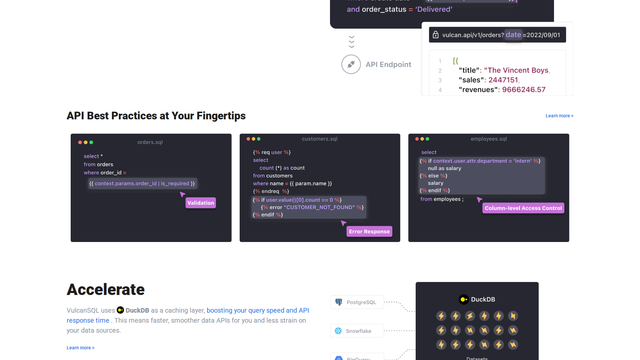 and order_status = 'Delivered'
vulcan.api/v1/orders? date =2022/09/01
API Endpoint
1 [{
2 "title": "The Vincent Boys,
3 "sales": 2447151,
4 "revenues": 9666246.57
API Best Practices at Your Fingertips
Learn more »
orders.sql
select *
from orders
where order_id =
{{ context.params.order_id | is_required }}
Validation
customers.sql
{% req user %}
select
count (*) as count
from customers
where name = {{ param.name }}
{% endreq %}
{% if user.value()[0].count == 0 %}
{% error "CUSTOMER_NOT_FOUND" %}
{% endif %}
Error Response
employees.sql
select
{% if context.user.attr.department = 'intern' %}
null as salary
{% else %}
salary
{% endif %}
from employees ;
Column-level Access Control
Accelerate
VulcanSQL uses DuckDB as a caching layer, boosting your query speed and API
response time . This means faster, smoother data APIs for you and less strain on
your data sources.
Learn more »
PostgreSQL
Snowflake
DuckDB